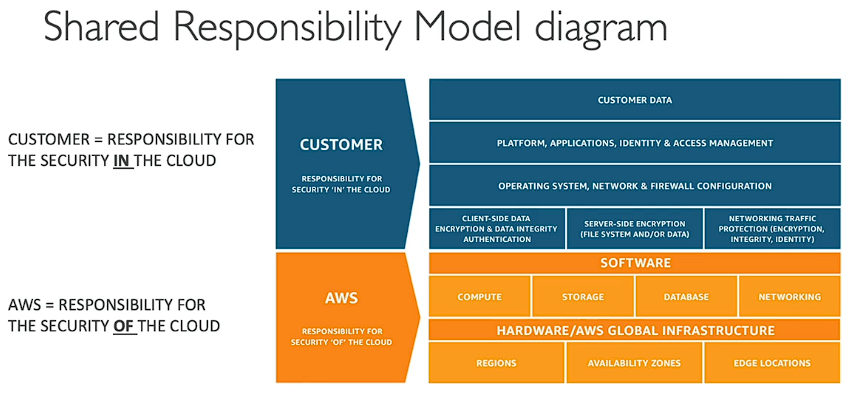 Shared Responsibility Model diagram
CUSTOMER = RESPONSIBILITY FOR
THE SECURITY IN THE CLOUD
CUSTOMER
RESPONSIBILITY FOR
SECURITY 'IN' THE CLOUD
CUSTOMER DATA
PLATFORM, APPLICATIONS, IDENTITY & ACCESS MANAGEMENT
OPERATING SYSTEM, NETWORK & FIREWALL CONFIGURATION
CLIENT-SIDE DATA
ENCRYPTION & DATA INTEGRITY
AUTHENTICATION
SERVER-SIDE ENCRYPTION
(FILE SYSTEM AND/OR DATA)
NETWORKING TRAFFIC
PROTECTION (ENCRYPTION,
INTEGRITY, IDENTITY)
AWS = RESPONSIBILITY FOR
THE SECURITY OF THE CLOUD
AWS
RESPONSIBILITY FOR
SECURITY 'OF' THE CLOUD
SOFTWARE
COMPUTE
STORAGE
DATABASE
NETWORKING
HARDWARE/AWS GLOBAL INFRASTRUCTURE
REGIONS
AVAILABILITY ZONES
EDGE LOCATIONS